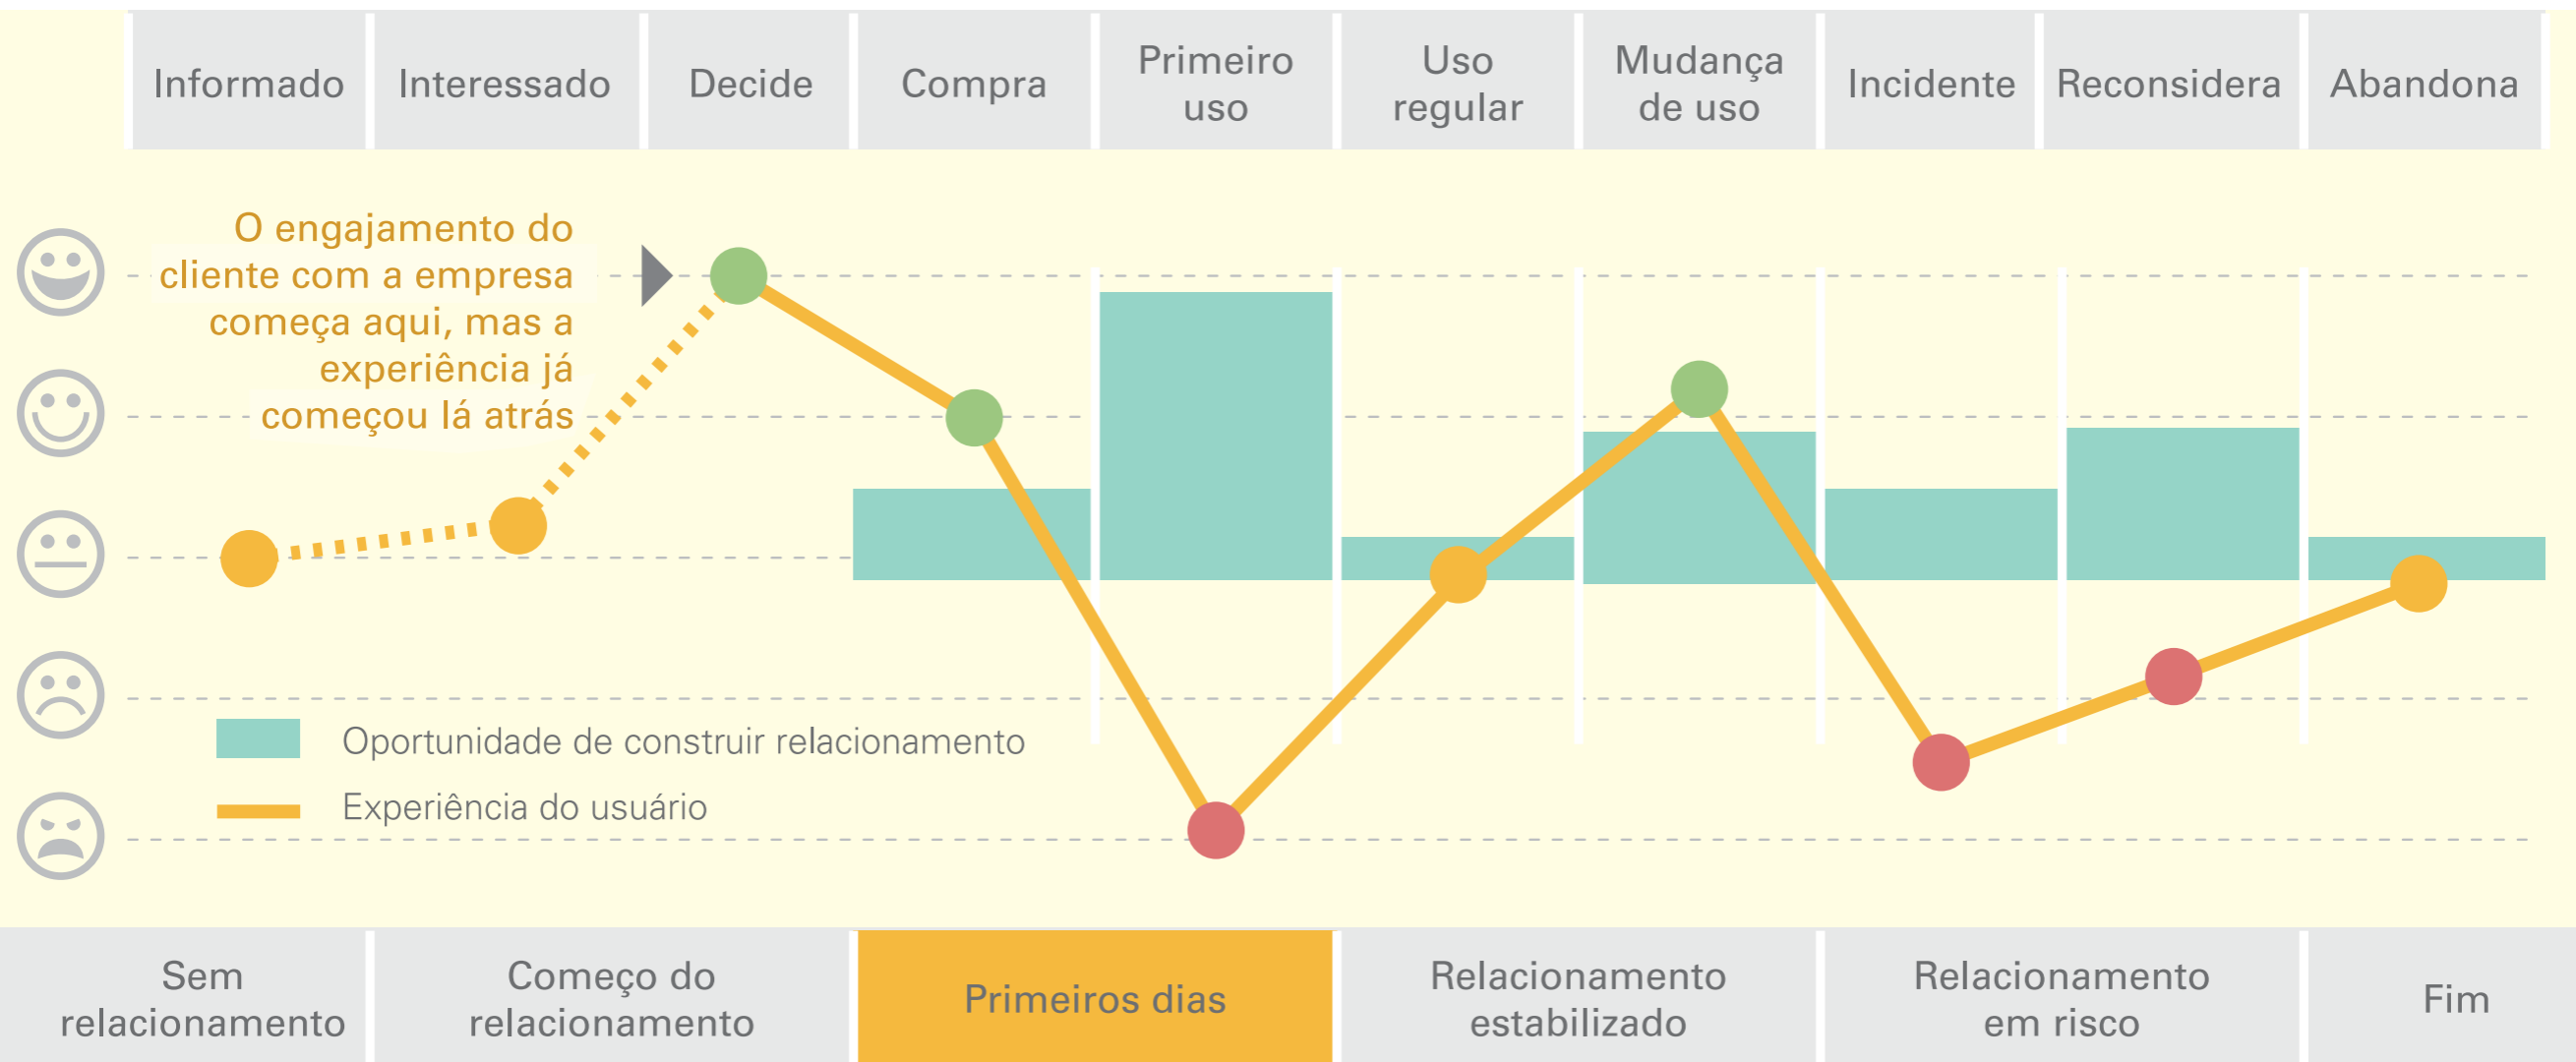 Informado
Interessado
Decide
Compra
Primeiro
uso
Uso
regular
Mudança
de uso
Incidente
Reconsidera
Abandona
O engajamento do
cliente com a empresa
começa aqui, mas a
experiência já
começou lá atrás
Oportunidade de construir relacionamento
Experiência do usuário
Sem
relacionamento
Começo do
relacionamento
Primeiros dias
Relacionamento
estabilizado
Relacionamento
em risco
Fim